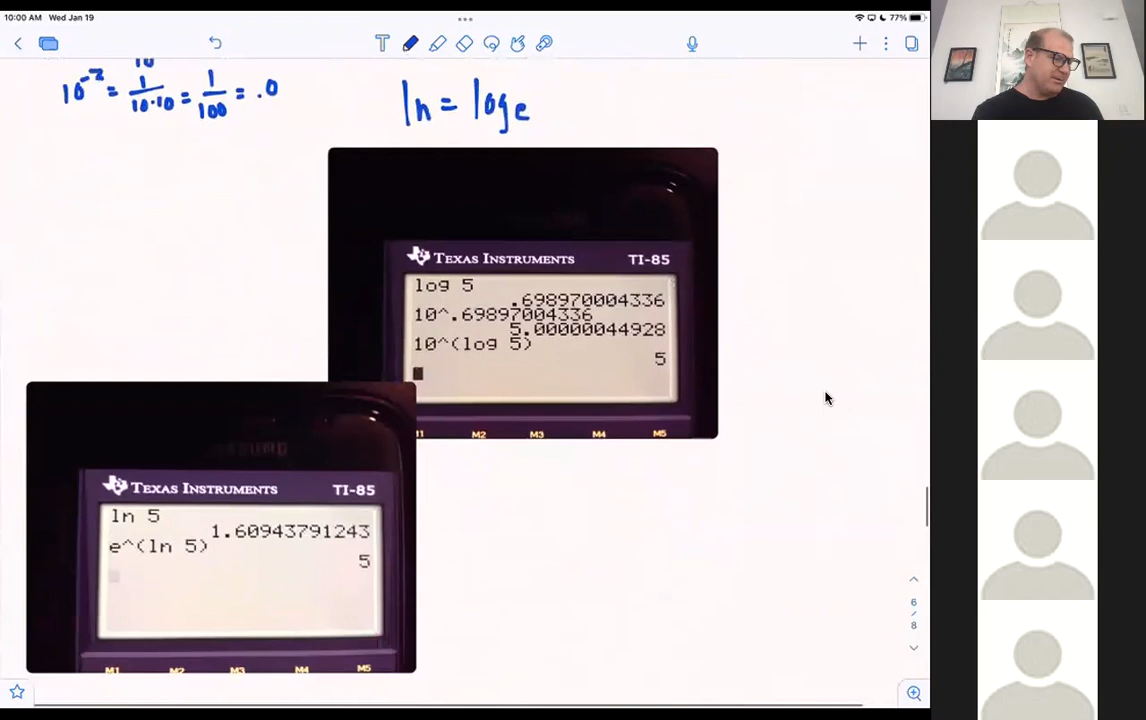 10:00 AM Wed Jan 19
77%
10
10⁻² = 1/10·10 = 1/100 = .0
ln = logₑ
TEXAS INSTRUMENTS TI-85
log 5
.698970004336
10^.69897004336
5.00000044928
10^(log 5)
5
M1 M2 M3 M4 M5
TEXAS INSTRUMENTS TI-85
ln 5
1.60943791243
e^(ln 5)
5
M1 M2 M3 M4 M5
6
/
8